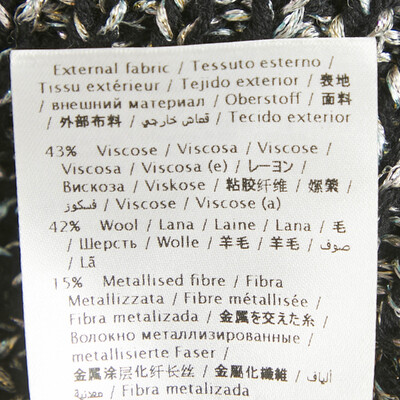 External fabric / Tessuto esterno /
Tissu extérieur / Tejido exterior / 表地
/ внешний материал / Oberstoff / 面料
/ 外部布料 / قماش خارجي / Tecido exterior
43% Viscose / Viscosa / Viscose /
Viscosa / Viscosa (e) / レーヨン /
Вискоза / Viskose / 粘胶纤维 / 嫘縈 /
فسكوز / Viscose / Viscose (a)
42% Wool / Lana / Laine / Lana / 毛
/ Шерсть / Wolle / 羊毛 / 羊毛 / صوف
/ Lã
15% Metallised fibre / Fibra
Metallizzata / Fibre métallisée /
Fibra metalizada / 金属を交えた糸 /
Волокно металлизированные /
metallisierte Faser /
金属涂层化纤长丝 / 金屬化纖維 / ألياف
معدنية / Fibra metalizada